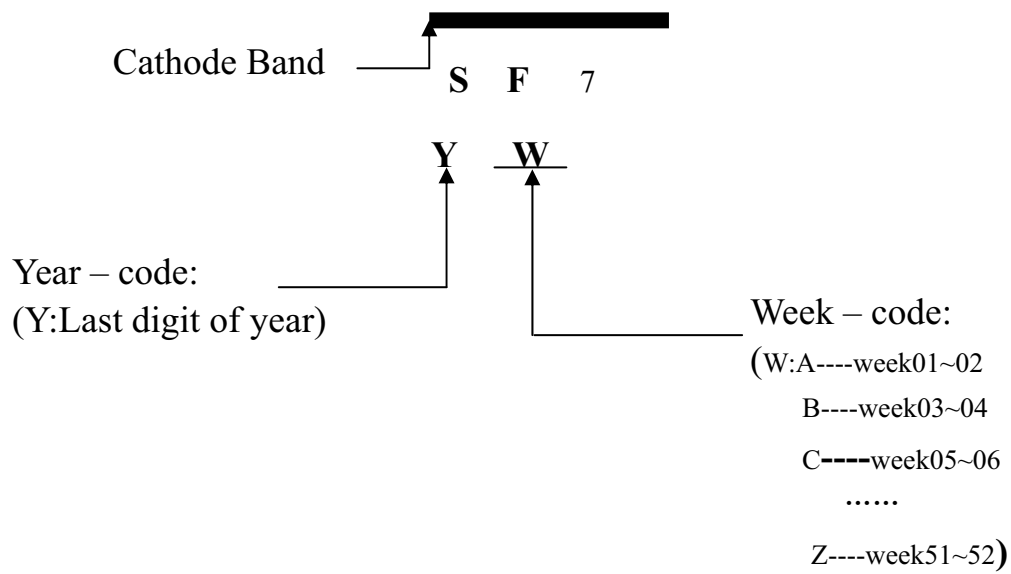 Cathode Band
S F 7
Y W
Year – code:
(Y:Last digit of year)
Week – code:
(W:A----week01~02
B----week03~04
C----week05~06
……
Z----week51~52)